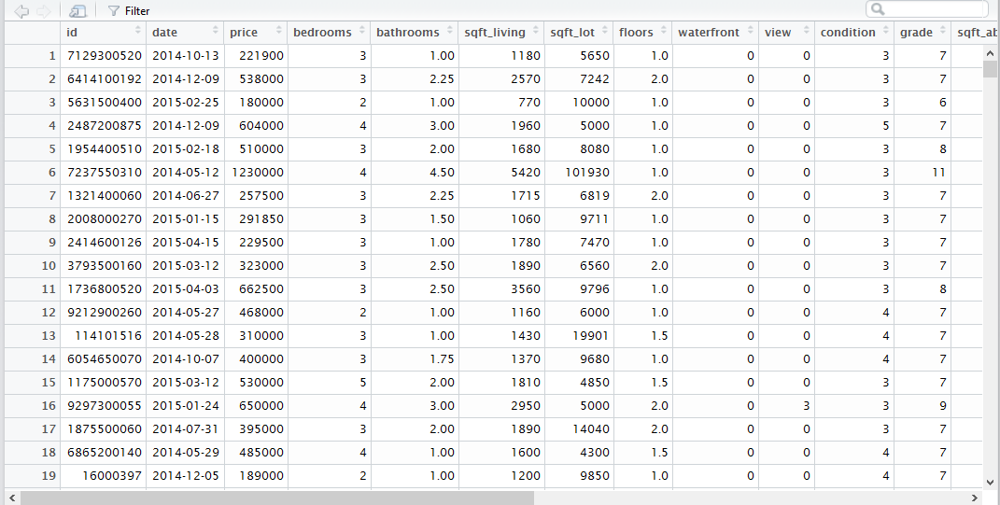 Filter
id date price bedrooms bathrooms sqft_living sqft_lot floors waterfront view condition grade sqft_ab
1 7129300520 2014-10-13 221900 3 1.00 1180 5650 1.0 0 0 3 7
2 6414100192 2014-12-09 538000 3 2.25 2570 7242 2.0 0 0 3 7
3 5631500400 2015-02-25 180000 2 1.00 770 10000 1.0 0 0 3 6
4 2487200875 2014-12-09 604000 4 3.00 1960 5000 1.0 0 0 5 7
5 1954400510 2015-02-18 510000 3 2.00 1680 8080 1.0 0 0 3 8
6 7237550310 2014-05-12 1230000 4 4.50 5420 101930 1.0 0 0 3 11
7 1321400060 2014-06-27 257500 3 2.25 1715 6819 2.0 0 0 3 7
8 2008000270 2015-01-15 291850 3 1.50 1060 9711 1.0 0 0 3 7
9 2414600126 2015-04-15 229500 3 1.00 1780 7470 1.0 0 0 3 7
10 3793500160 2015-03-12 323000 3 2.50 1890 6560 2.0 0 0 3 7
11 1736800520 2015-04-03 662500 3 2.50 3560 9796 1.0 0 0 3 8
12 9212900260 2014-05-27 468000 2 1.00 1160 6000 1.0 0 0 4 7
13 114101516 2014-05-28 310000 3 1.00 1430 19901 1.5 0 0 4 7
14 6054650070 2014-10-07 400000 3 1.75 1370 9680 1.0 0 0 4 7
15 1175000570 2015-03-12 530000 5 2.00 1810 4850 1.5 0 0 3 7
16 9297300055 2015-01-24 650000 4 3.00 2950 5000 2.0 0 3 3 9
17 1875500060 2014-07-31 395000 3 2.00 1890 14040 2.0 0 0 3 7
18 6865200140 2014-05-29 485000 4 1.00 1600 4300 1.5 0 0 4 7
19 16000397 2014-12-05 189000 2 1.00 1200 9850 1.0 0 0 4 7